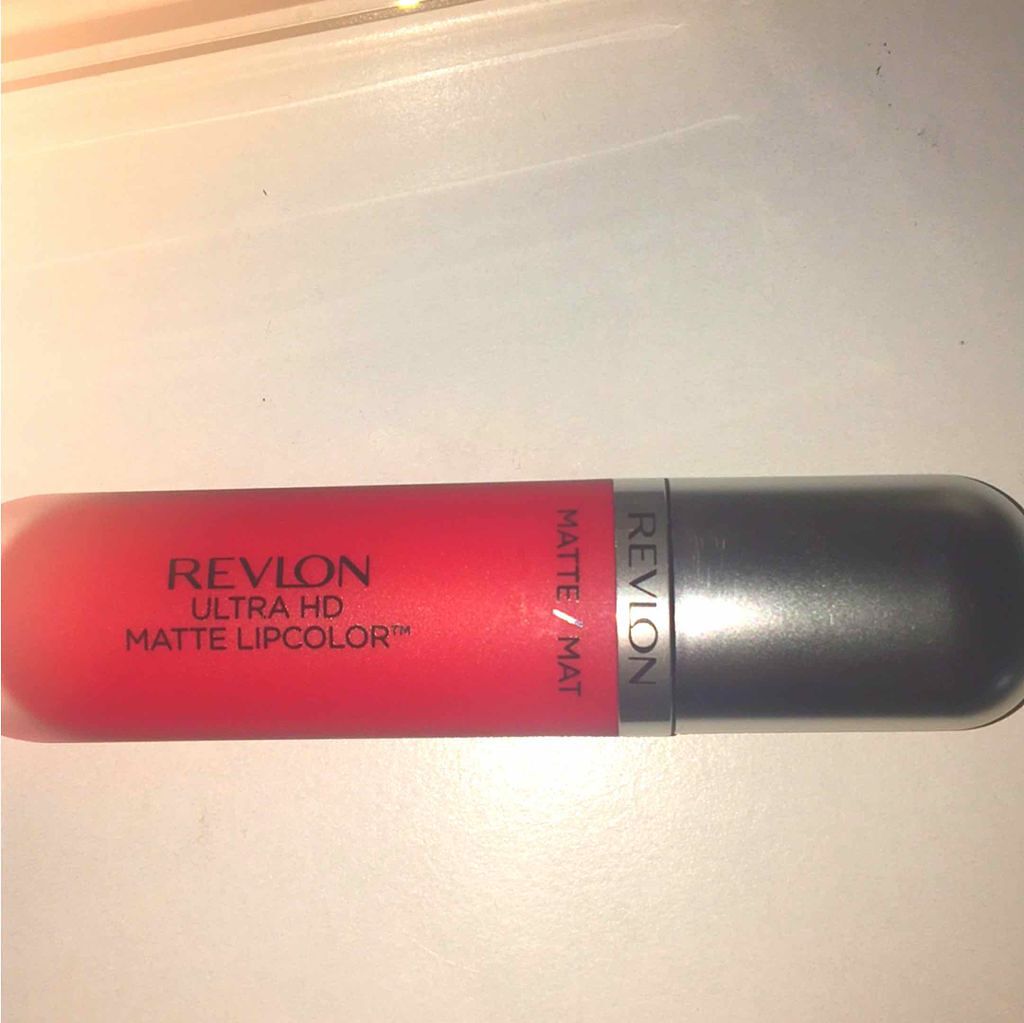 REVLON
ULTRA HD
MATTE LIPCOLOR™
MATTE / MAT
REVLON